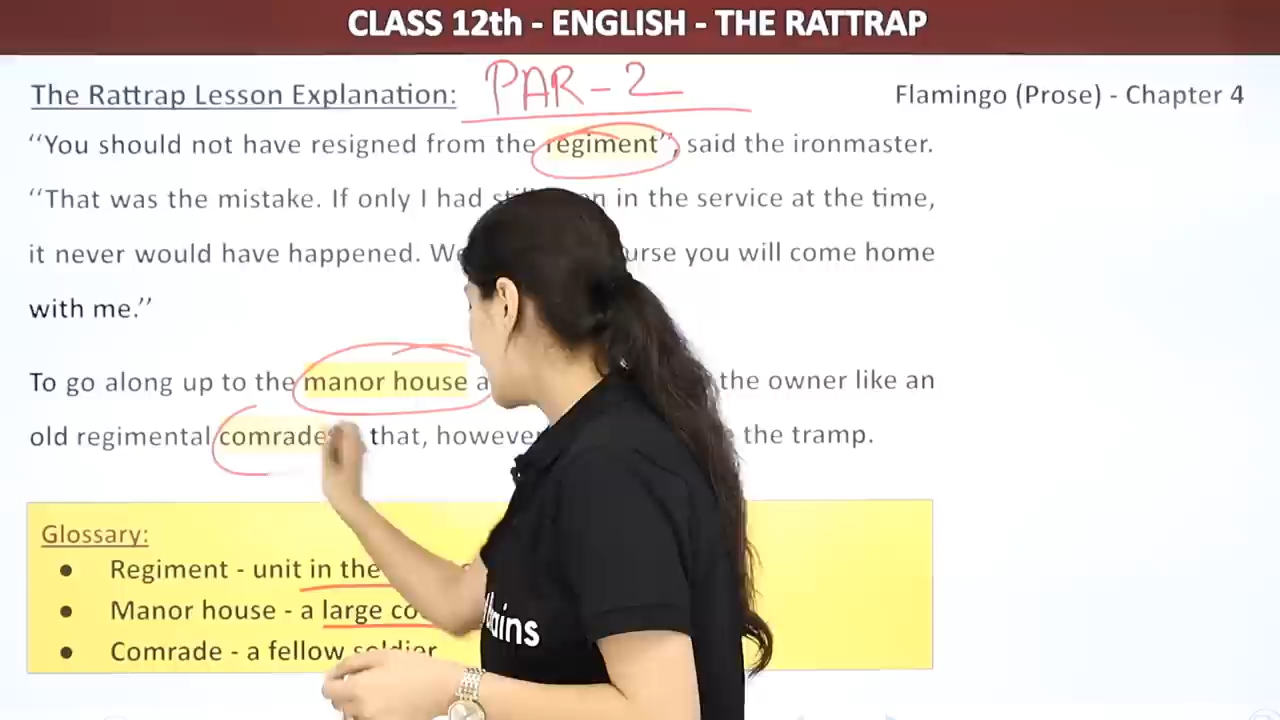 CLASS 12th - ENGLISH - THE RATTRAP
The Rattrap Lesson Explanation: PAR-2 Flamingo (Prose) - Chapter 4
“You should not have resigned from the regiment”, said the ironmaster.
“That was the mistake. If only I had in the service at the time,
it never would have happened. you will come home
with me.”
To go along up to the manor house the owner like an
old regimental that, the tramp.
Glossary:
● Regiment - unit in the
● Manor house - a large
● Comrade - a fellow soldier